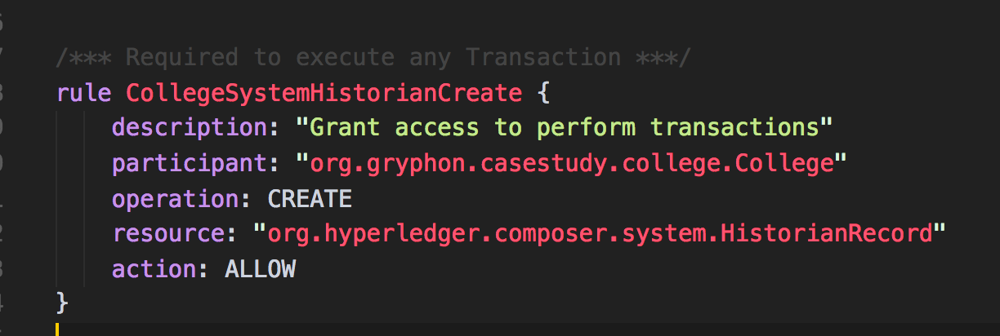 /*** Required to execute any Transaction ***/
rule CollegeSystemHistorianCreate {
description: "Grant access to perform transactions"
participant: "org.gryphon.casestudy.college.College"
operation: CREATE
resource: "org.hyperledger.composer.system.HistorianRecord"
action: ALLOW
}